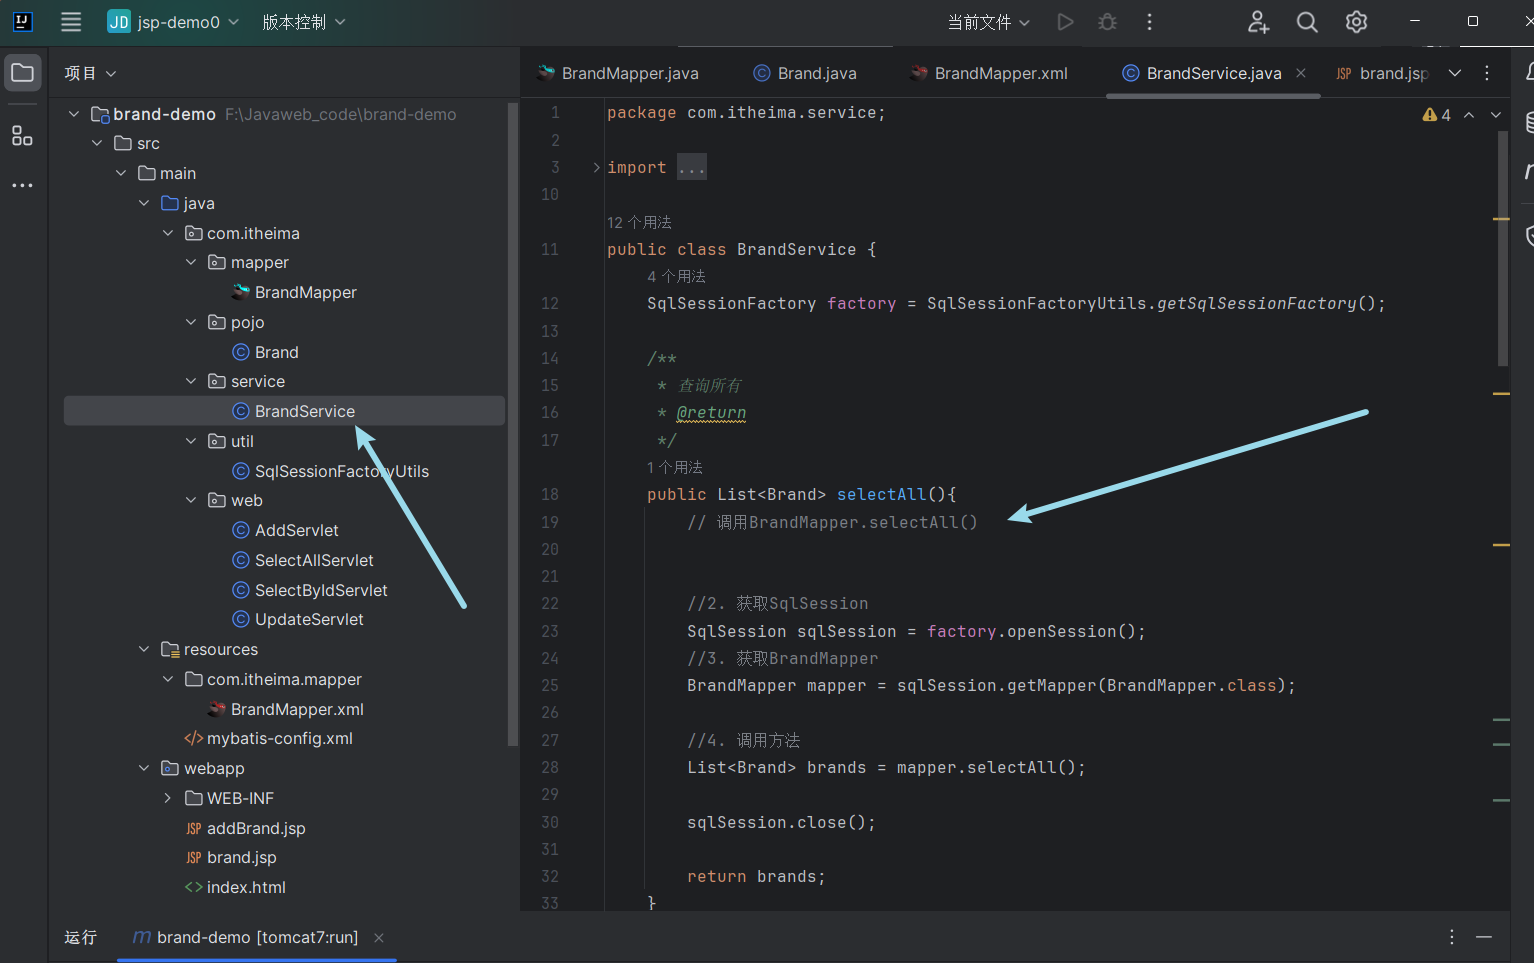 JD jsp-demo0 版本控制 当前文件
项目
BrandMapper.java Brand.java BrandMapper.xml BrandService.java brand.jsp
brand-demo F:\Javaweb_code\brand-demo
src
main
java
com.itheima
mapper
BrandMapper
pojo
Brand
service
BrandService
util
SqlSessionFactoryUtils
web
AddServlet
SelectAllServlet
SelectByIdServlet
UpdateServlet
resources
com.itheima.mapper
BrandMapper.xml
mybatis-config.xml
webapp
WEB-INF
JSP addBrand.jsp
JSP brand.jsp
index.html
4
1 package com.itheima.service;
2
3 import ...
10
12 个用法
11 public class BrandService {
4 个用法
12 SqlSessionFactory factory = SqlSessionFactoryUtils.getSqlSessionFactory();
13
14 /**
15 * 查询所有
16 * @return
17 */
1 个用法
18 public List<Brand> selectAll(){
19 // 调用BrandMapper.selectAll()
20
21
22 //2. 获取SqlSession
23 SqlSession sqlSession = factory.openSession();
24 //3. 获取BrandMapper
25 BrandMapper mapper = sqlSession.getMapper(BrandMapper.class);
26
27 //4. 调用方法
28 List<Brand> brands = mapper.selectAll();
29
30 sqlSession.close();
31
32 return brands;
33 }
运行 brand-demo [tomcat7:run]